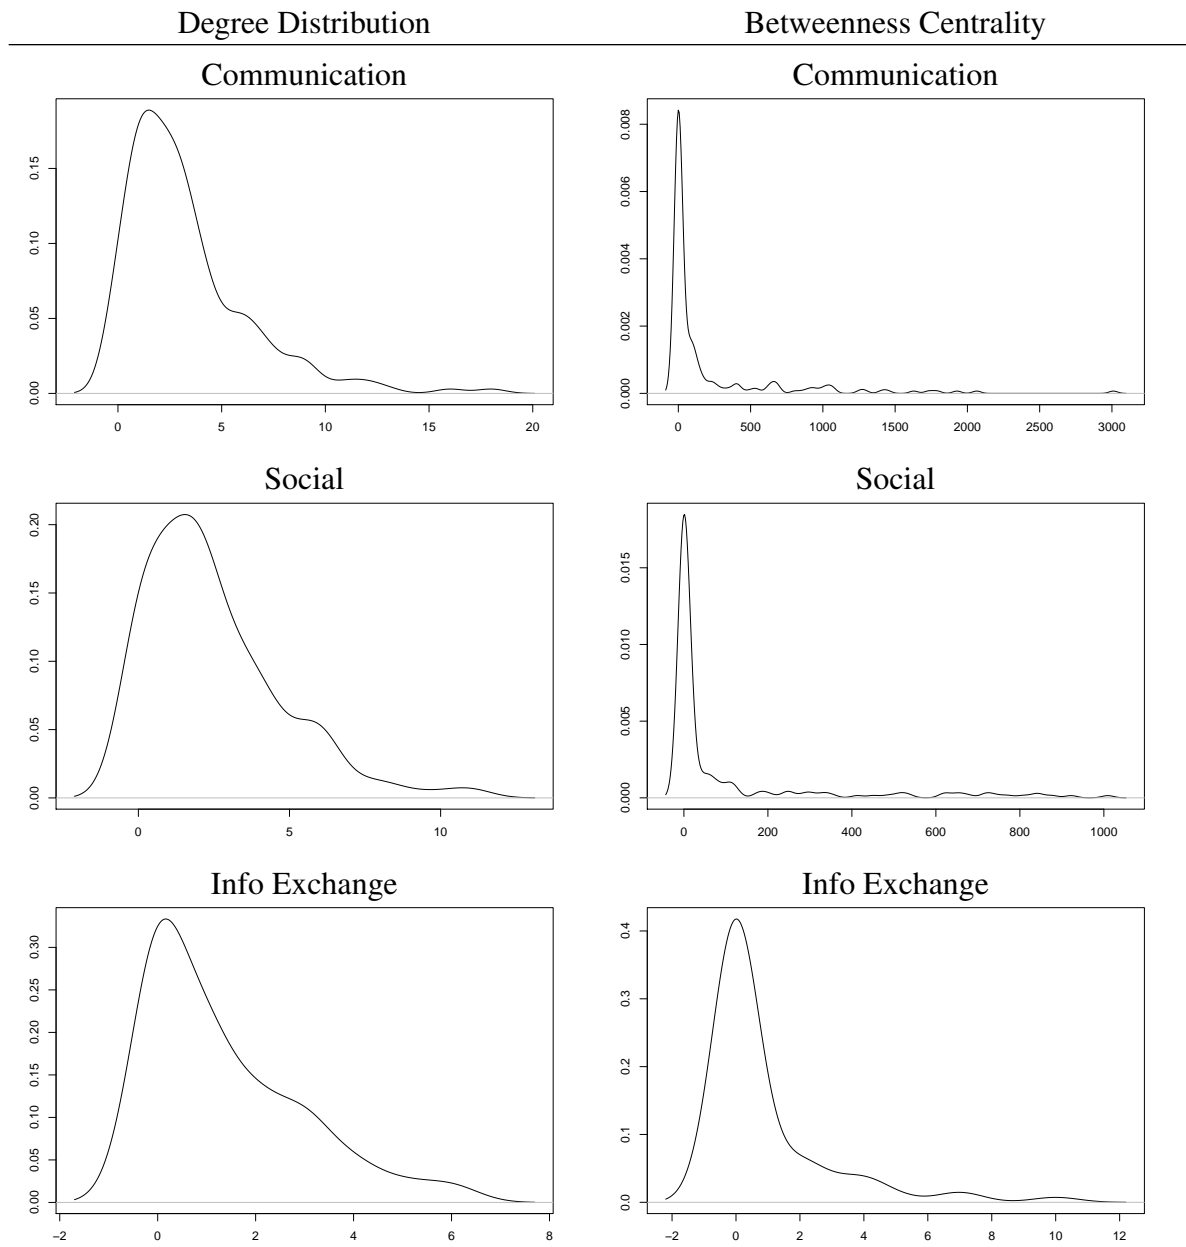 Degree Distribution Betweenness Centrality
Communication Communication
0.00 0.05 0.10 0.15
0.000 0.002 0.004 0.006 0.008
0 5 10 15 20
0 500 1000 1500 2000 2500 3000
Social Social
0.00 0.05 0.10 0.15 0.20
0.000 0.005 0.010 0.015
0 5 10
0 200 400 600 800 1000
Info Exchange Info Exchange
0.00 0.05 0.10 0.15 0.20 0.25 0.30
0.0 0.1 0.2 0.3 0.4
−2 0 2 4 6 8
−2 0 2 4 6 8 10 12